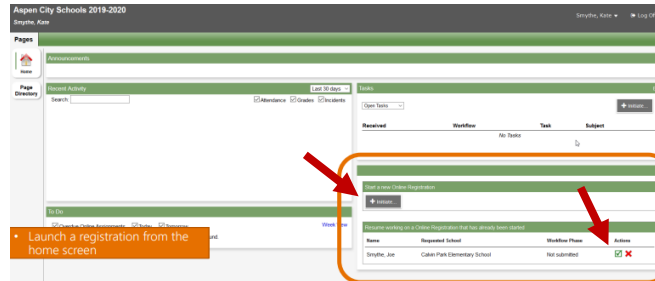 Aspen City Schools 2019-2020
Smythe, Kate
Smythe, Kate
Log Of
Pages
Home
Page
Directory
Announcements
Recent Activity
Last 30 days
Search:
Attendance
Grades
Incidents
Tasks
Open Tasks
Initiate...
Received Workflow Task Subject
No Tasks
Start a new Online Registration
Initiate...
To Do
Overdue Online Assignments
Today
Tomorrow
Week View
• Launch a registration from the
home screen
Resume working on a Online Registration that has already been started
Name Requested School Workflow Phase Actions
Smythe, Joe Calvin Park Elementary School Not submitted